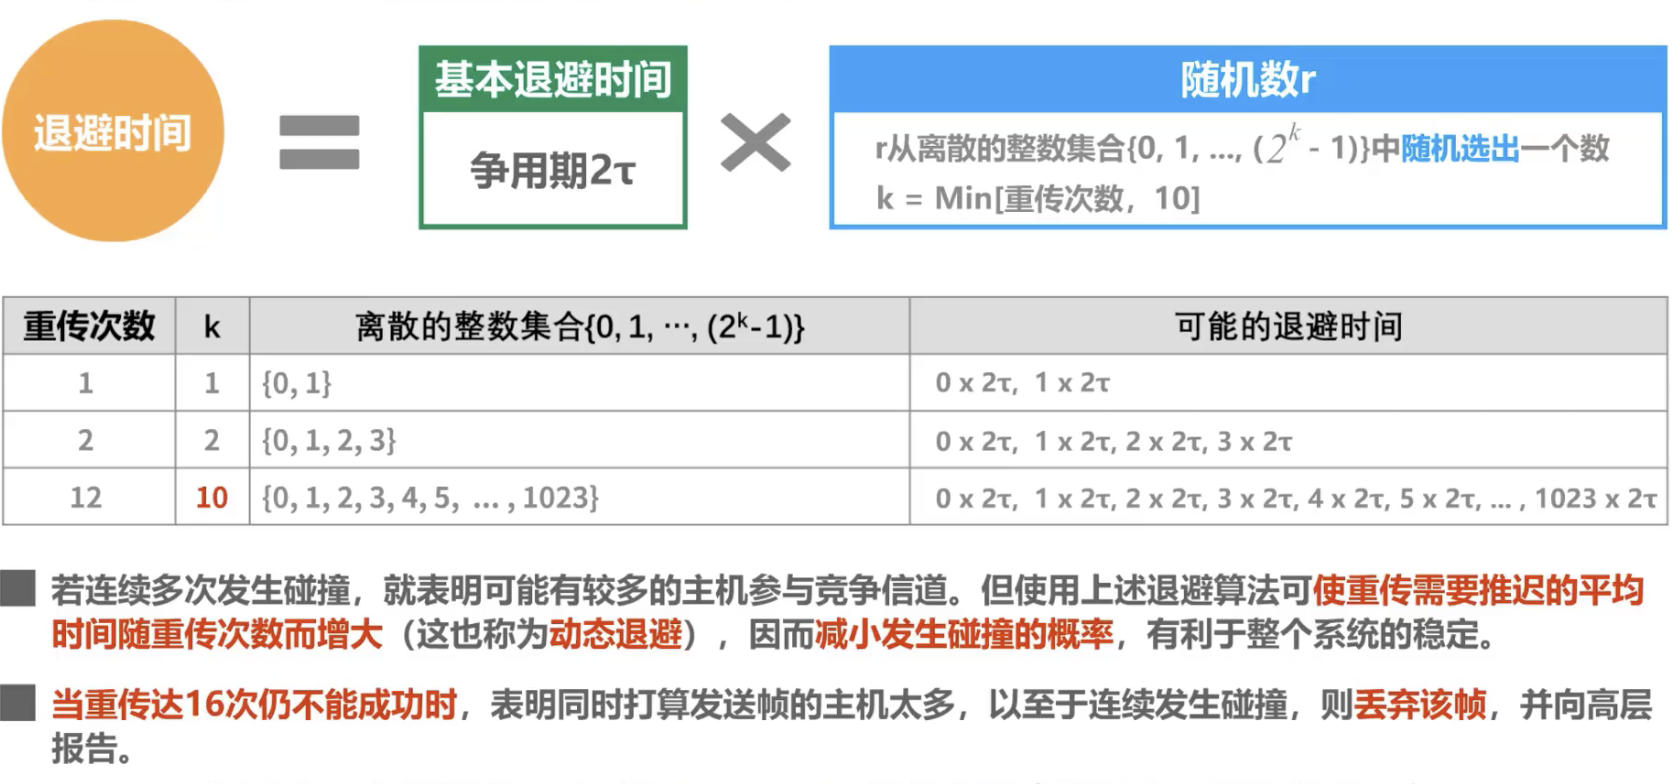 退避时间
=
基本退避时间
争用期2τ
×
随机数r
r从离散的整数集合{0, 1, ..., (2^k - 1)}中随机选出一个数
k = Min[重传次数，10]
重传次数 k 离散的整数集合{0, 1, ⋯, (2^k-1)} 可能的退避时间
1 1 {0, 1} 0 x 2τ, 1 x 2τ
2 2 {0, 1, 2, 3} 0 x 2τ, 1 x 2τ, 2 x 2τ, 3 x 2τ
12 10 {0, 1, 2, 3, 4, 5, ... , 1023} 0 x 2τ, 1 x 2τ, 2 x 2τ, 3 x 2τ, 4 x 2τ, 5 x 2τ, ... , 1023 x 2τ
若连续多次发生碰撞，就表明可能有较多的主机参与竞争信道。但使用上述退避算法可使重传需要推迟的平均
时间随重传次数而增大（这也称为动态退避），因而减小发生碰撞的概率，有利于整个系统的稳定。
当重传达16次仍不能成功时，表明同时打算发送帧的主机太多，以至于连续发生碰撞，则丢弃该帧，并向高层
报告。